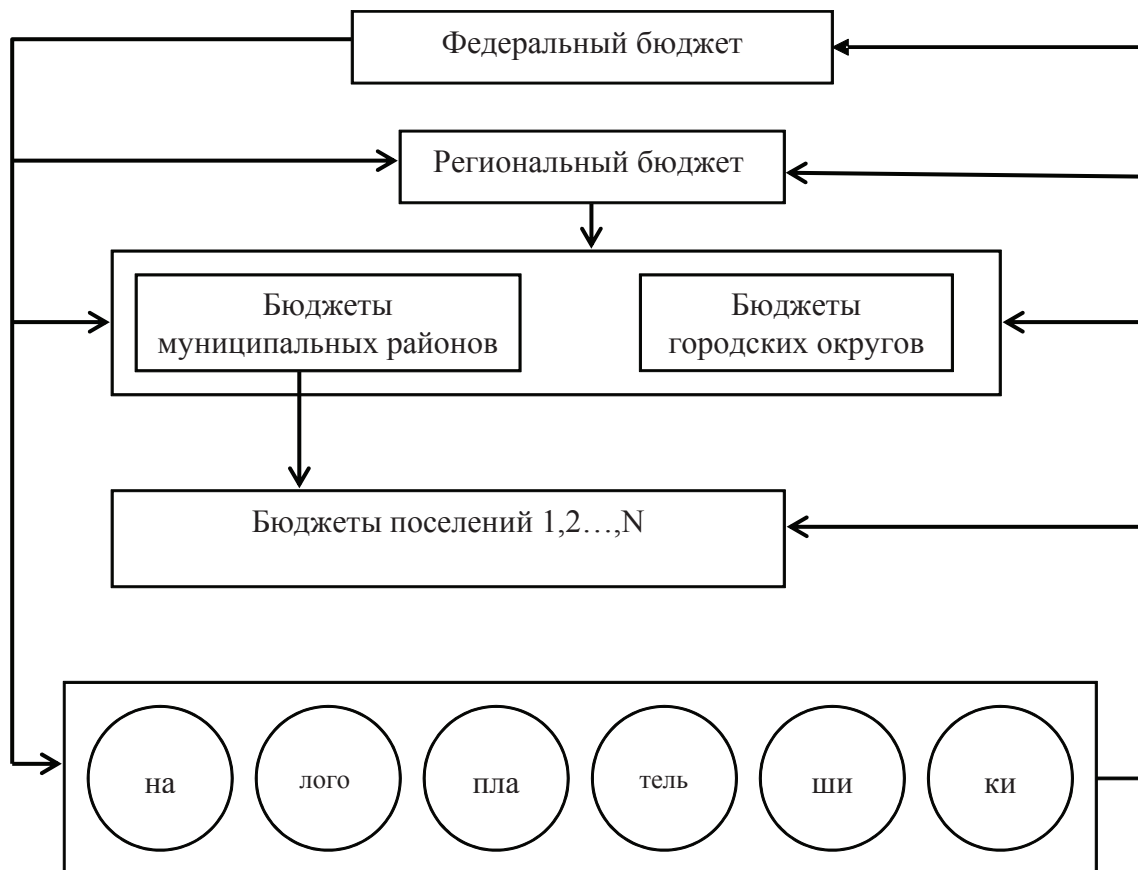 Федеральный бюджет
Региональный бюджет
Бюджеты
муниципальных районов
Бюджеты
городских округов
Бюджеты поселений 1,2…,N
на
лого
пла
тель
ши
ки